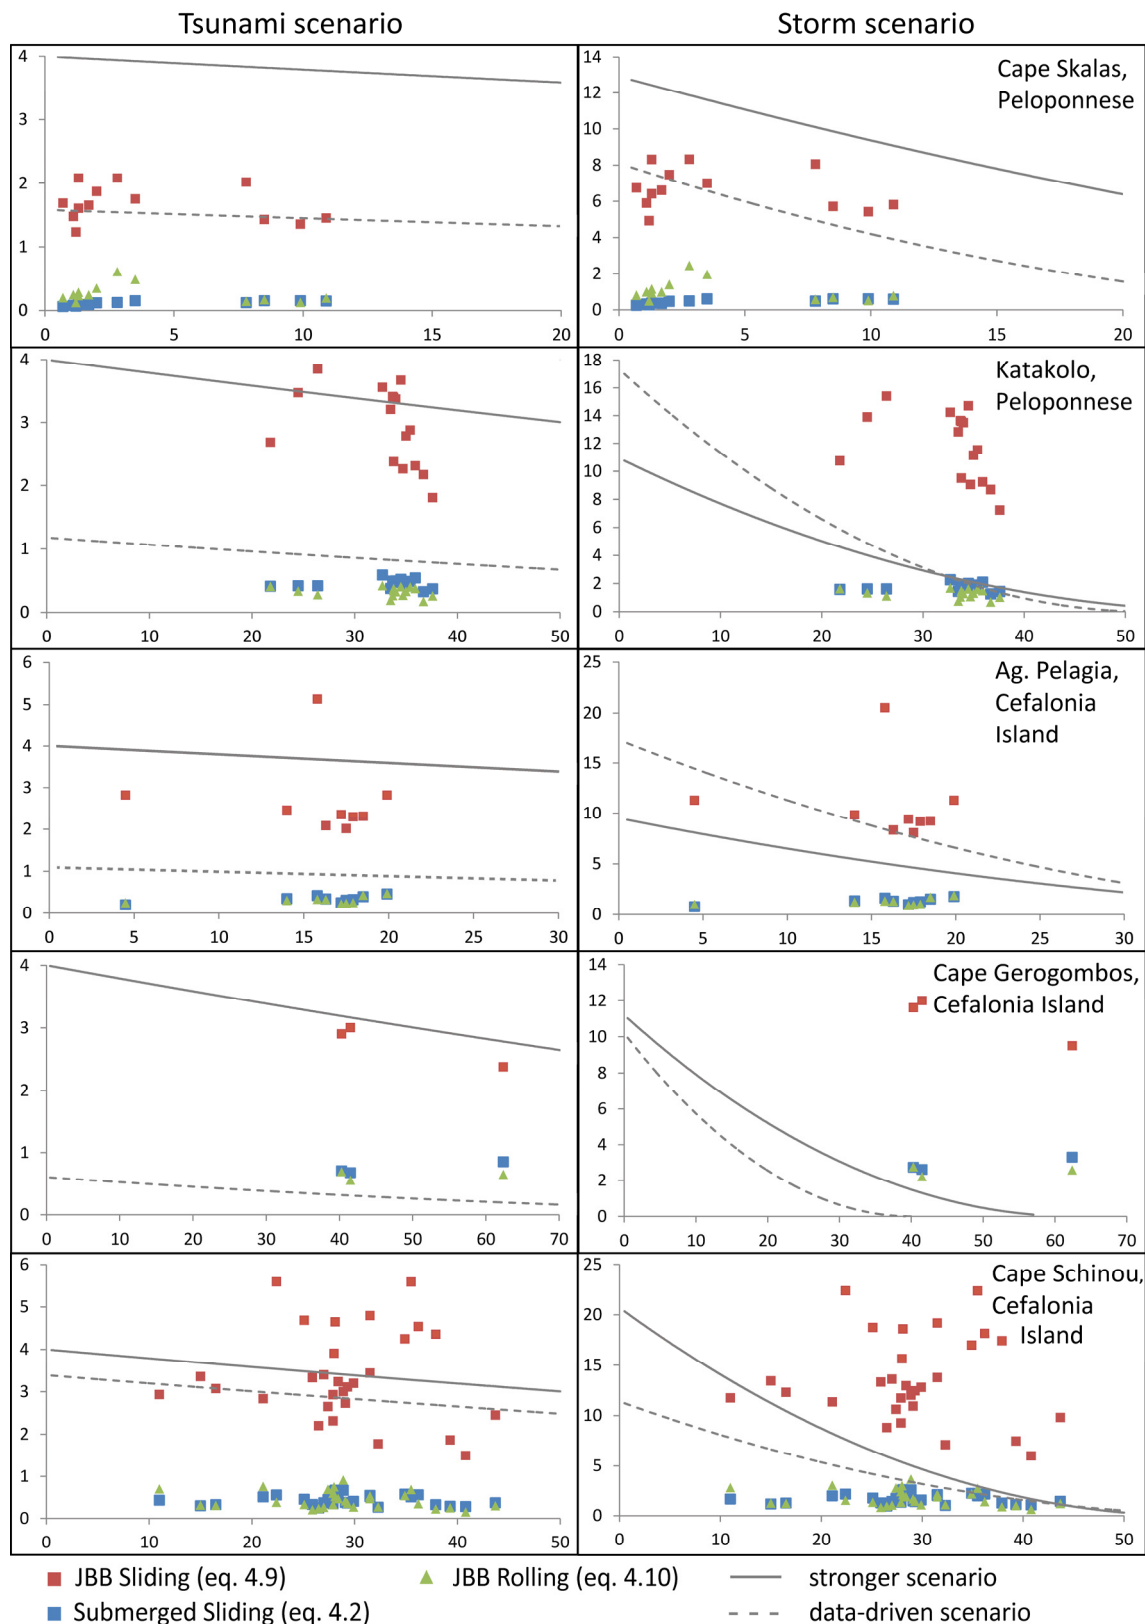 Tsunami scenario
Storm scenario
4
3
2
1
0
0 5 10 15 20
14
12
10
8
6
4
2
0
0 5 10 15 20
Cape Skalas,
Peloponnese
4
3
2
1
0
0 10 20 30 40 50
18
16
14
12
10
8
6
4
2
0
0 10 20 30 40 50
Katakolo,
Peloponnese
6
5
4
3
2
1
0
0 5 10 15 20 25 30
25
20
15
10
5
0
0 5 10 15 20 25 30
Ag. Pelagia,
Cefalonia
Island
4
3
2
1
0
0 10 20 30 40 50 60 70
14
12
10
8
6
4
2
0
0 10 20 30 40 50 60 70
Cape Gerogombos,
Cefalonia Island
6
5
4
3
2
1
0
0 10 20 30 40 50
25
20
15
10
5
0
0 10 20 30 40 50
Cape Schinou,
Cefalonia
Island
JBB Sliding (eq. 4.9)
JBB Rolling (eq. 4.10)
stronger scenario
Submerged Sliding (eq. 4.2)
data-driven scenario